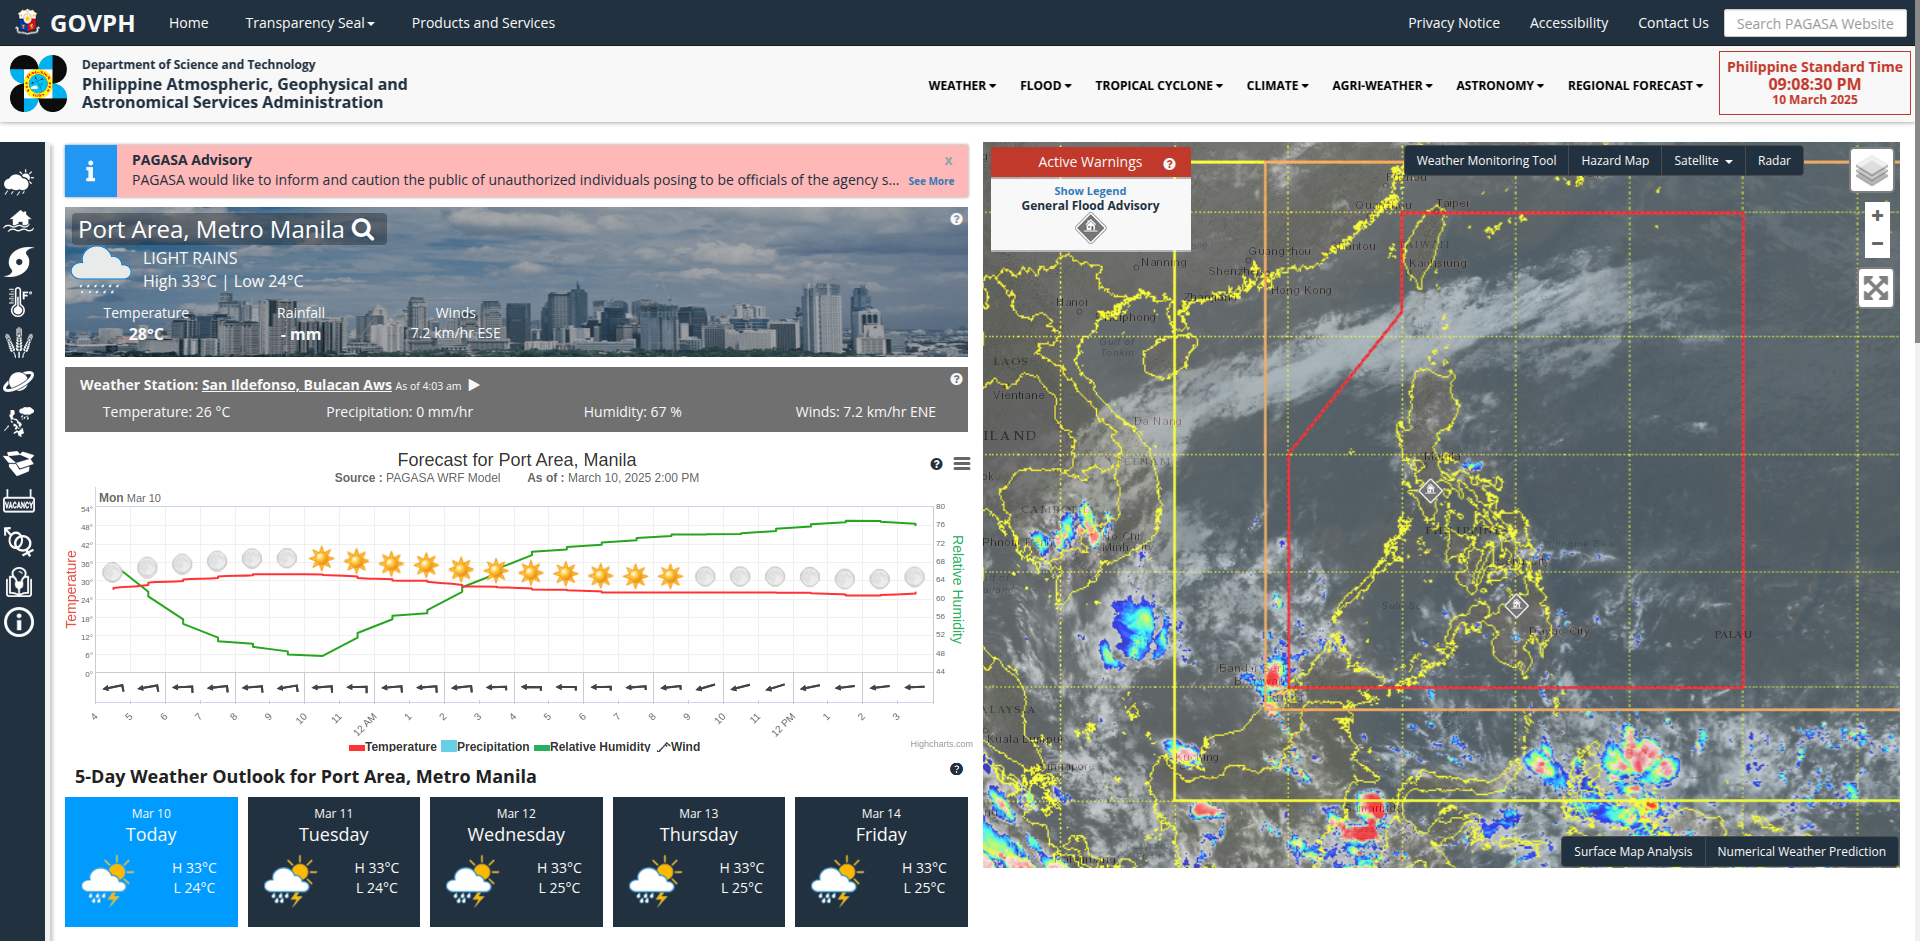 GOVPH
Home
Transparency Seal
Products and Services
Privacy Notice
Accessibility
Contact Us
Search PAGASA Website
Department of Science and Technology
Philippine Atmospheric, Geophysical and
Astronomical Services Administration
WEATHER
FLOOD
TROPICAL CYCLONE
CLIMATE
AGRI-WEATHER
ASTRONOMY
REGIONAL FORECAST
Philippine Standard Time
09:08:30 PM
10 March 2025
PAGASA Advisory
x
PAGASA would like to inform and caution the public of unauthorized individuals posing to be officials of the agency s... See More
Port Area, Metro Manila
LIGHT RAINS
High 33°C | Low 24°C
Temperature
28°C
Rainfall
- mm
Winds
7.2 km/hr ESE
Weather Station: San Ildefonso, Bulacan Aws As of 4:03 am
Temperature: 26 °C
Precipitation: 0 mm/hr
Humidity: 67 %
Winds: 7.2 km/hr ENE
Forecast for Port Area, Manila
Source : PAGASA WRF Model As of : March 10, 2025 2:00 PM
Mon Mar 10
Temperature
54°
48°
42°
36°
30°
24°
18°
12°
6°
0°
80
76
72
68
64
60
56
52
48
44
Relative Humidity
4 5 6 7 8 9 10 11 12 AM 1 2 3 4 5 6 7 8 9 10 11 12 PM 1 2 3
Temperature Precipitation Relative Humidity Wind
Highcharts.com
5-Day Weather Outlook for Port Area, Metro Manila
Mar 10
Today
H 33°C
L 24°C
Mar 11
Tuesday
H 33°C
L 24°C
Mar 12
Wednesday
H 33°C
L 25°C
Mar 13
Thursday
H 33°C
L 25°C
Mar 14
Friday
H 33°C
L 25°C
Active Warnings
Show Legend
General Flood Advisory
Weather Monitoring Tool
Hazard Map
Satellite
Radar
+
−
Taipei
Guangzhou
Nanning
Shenzhen
Kaohsiung
Hong Kong
Hanoi
Gulf of
Tonkin
LAOS
Vientiane
Da Nang
VIETNAM
Ho Chi
Minh City
Manila
Davao City
PALAU
Kuala Lumpur
Singapore
Kuching
Samarinda
Surface Map Analysis
Numerical Weather Prediction